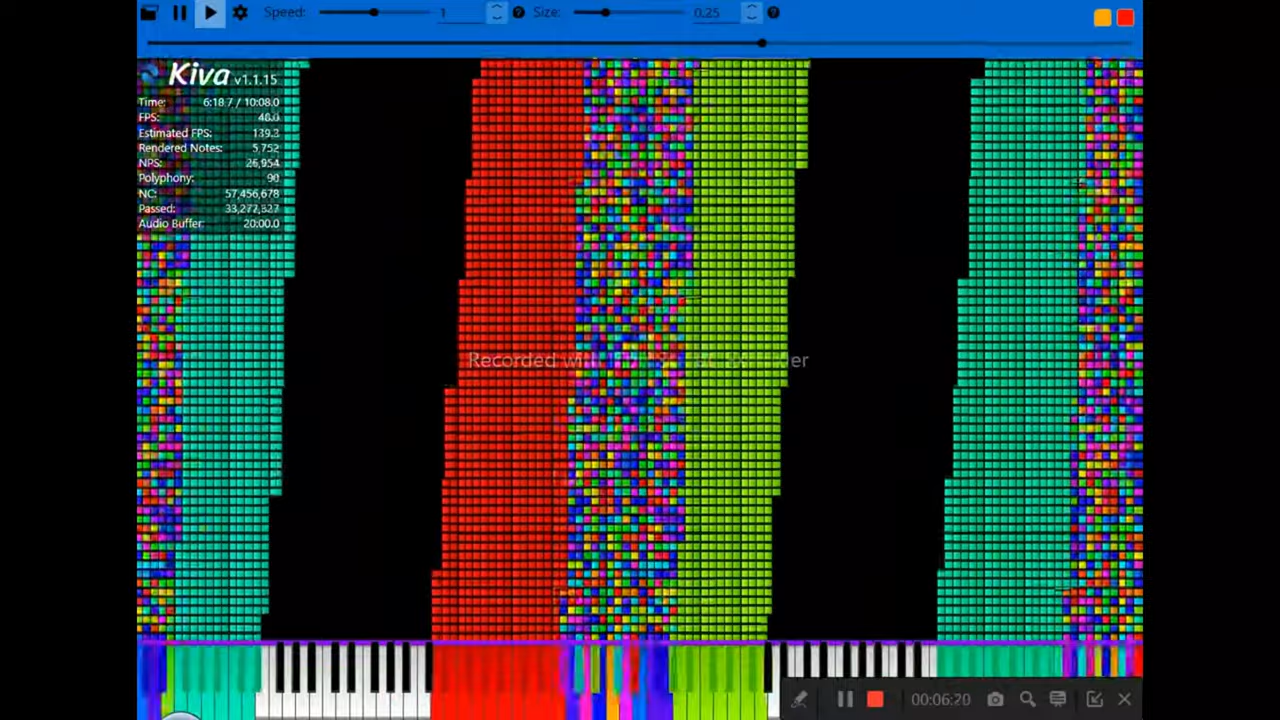 Speed: 1 Size: 0.25
Kiva v1.1.15
Time: 6:18.7 / 10:08.0
FPS: 48.0
Estimated FPS: 139.3
Rendered Notes: 5,752
NPS: 26,954
Polyphony: 90
NC: 57,456,678
Passed: 33,272,327
Audio Buffer: 20:00.0
Recorded with
00:06:20